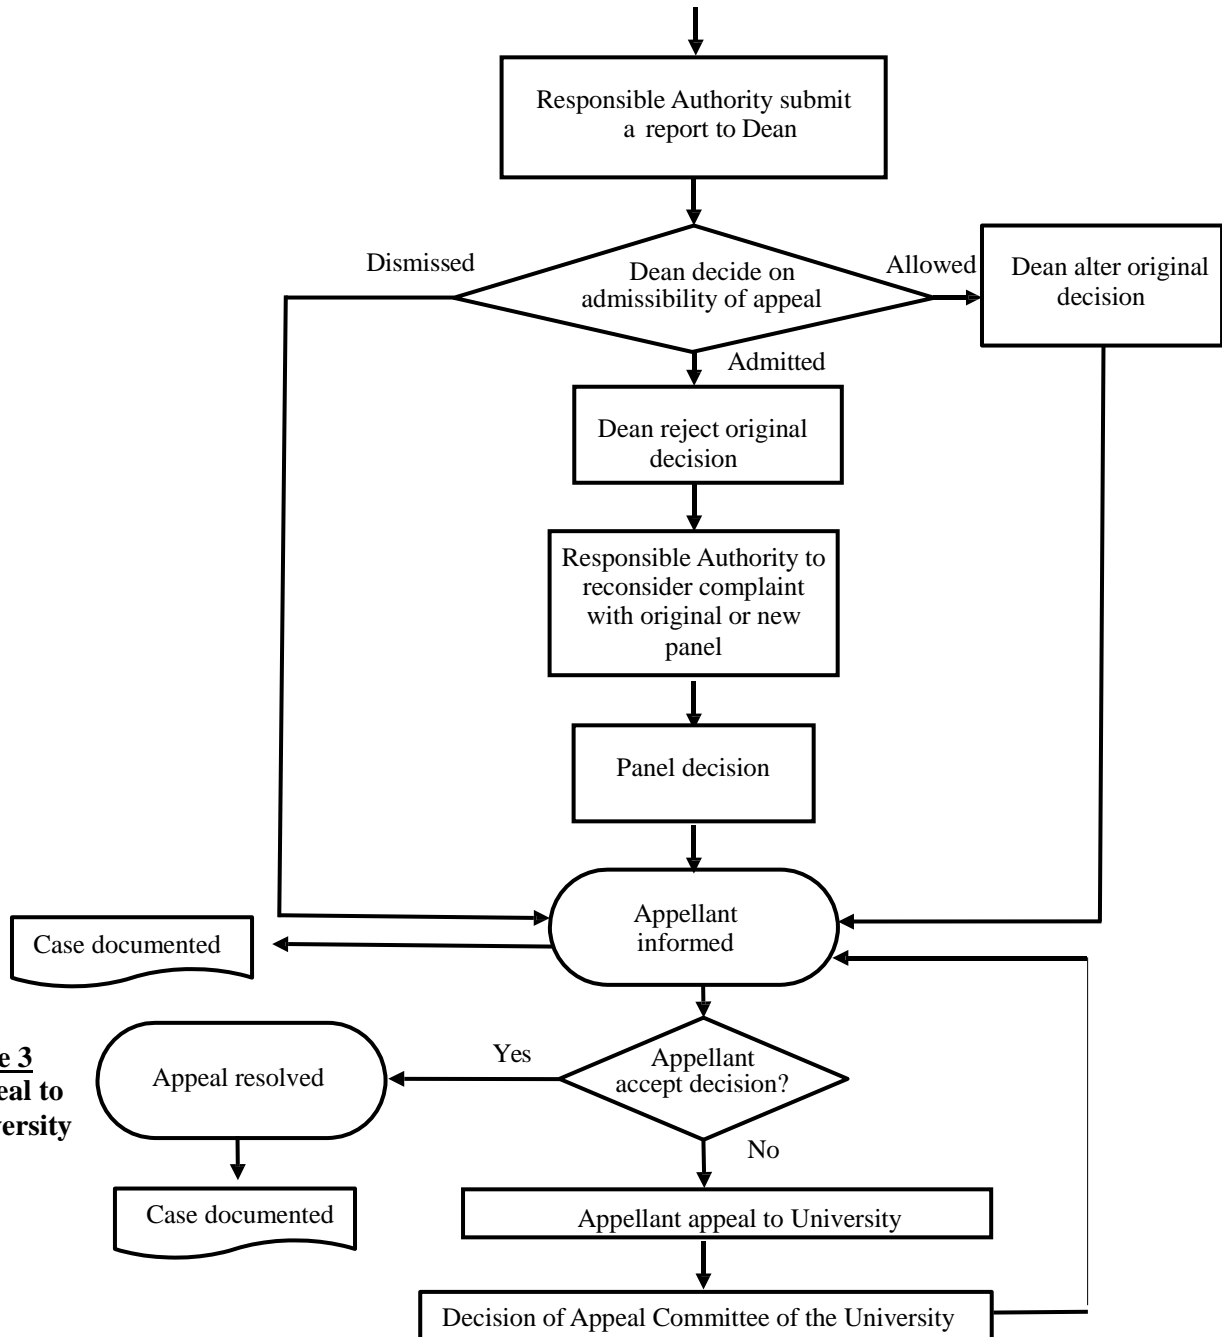 Responsible Authority submit
a report to Dean
Dismissed
Dean decide on
admissibility of appeal
Allowed
Dean alter original
decision
Admitted
Dean reject original
decision
Responsible Authority to
reconsider complaint
with original or new
panel
Panel decision
Appellant
informed
Case documented
e 3
eal to
versity
Appeal resolved
Yes
Appellant
accept decision?
No
Case documented
Appellant appeal to University
Decision of Appeal Committee of the University